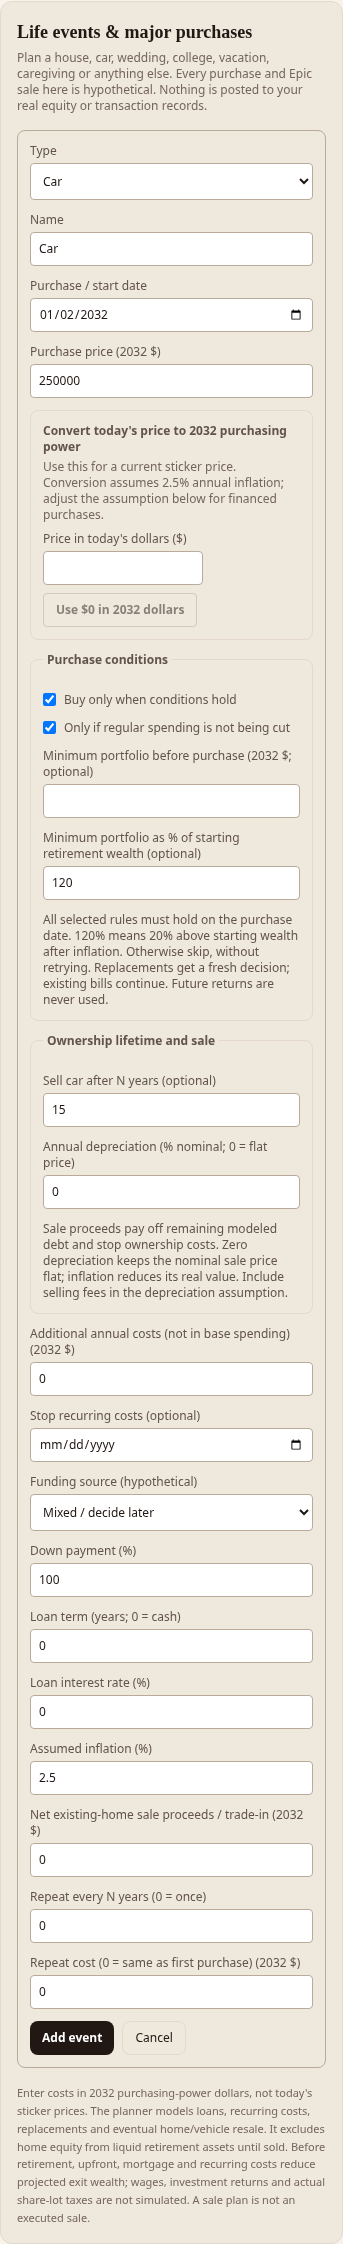 Life events & major purchases
Plan a house, car, wedding, college, vacation,
caregiving or anything else. Every purchase and Epic
sale here is hypothetical. Nothing is posted to your
real equity or transaction records.
Type
Car
Name
Car
Purchase / start date
01/02/2032
Purchase price (2032 $)
250000
Convert today's price to 2032 purchasing
power
Use this for a current sticker price.
Conversion assumes 2.5% annual inflation;
adjust the assumption below for financed
purchases.
Price in today's dollars ($)
Use $0 in 2032 dollars
Purchase conditions
Buy only when conditions hold
Only if regular spending is not being cut
Minimum portfolio before purchase (2032 $;
optional)
Minimum portfolio as % of starting
retirement wealth (optional)
120
All selected rules must hold on the purchase
date. 120% means 20% above starting wealth
after inflation. Otherwise skip, without
retrying. Replacements get a fresh decision;
existing bills continue. Future returns are
never used.
Ownership lifetime and sale
Sell car after N years (optional)
15
Annual depreciation (% nominal; 0 = flat
price)
0
Sale proceeds pay off remaining modeled
debt and stop ownership costs. Zero
depreciation keeps the nominal sale price
flat; inflation reduces its real value. Include
selling fees in the depreciation assumption.
Additional annual costs (not in base spending)
(2032 $)
0
Stop recurring costs (optional)
mm/dd/yyyy
Funding source (hypothetical)
Mixed / decide later
Down payment (%)
100
Loan term (years; 0 = cash)
0
Loan interest rate (%)
0
Assumed inflation (%)
2.5
Net existing-home sale proceeds / trade-in (2032
$)
0
Repeat every N years (0 = once)
0
Repeat cost (0 = same as first purchase) (2032 $)
0
Add event
Cancel
Enter costs in 2032 purchasing-power dollars, not today's
sticker prices. The planner models loans, recurring costs,
replacements and eventual home/vehicle resale. It excludes
home equity from liquid retirement assets until sold. Before
retirement, upfront, mortgage and recurring costs reduce
projected exit wealth; wages, investment returns and actual
share-lot taxes are not simulated. A sale plan is not an
executed sale.